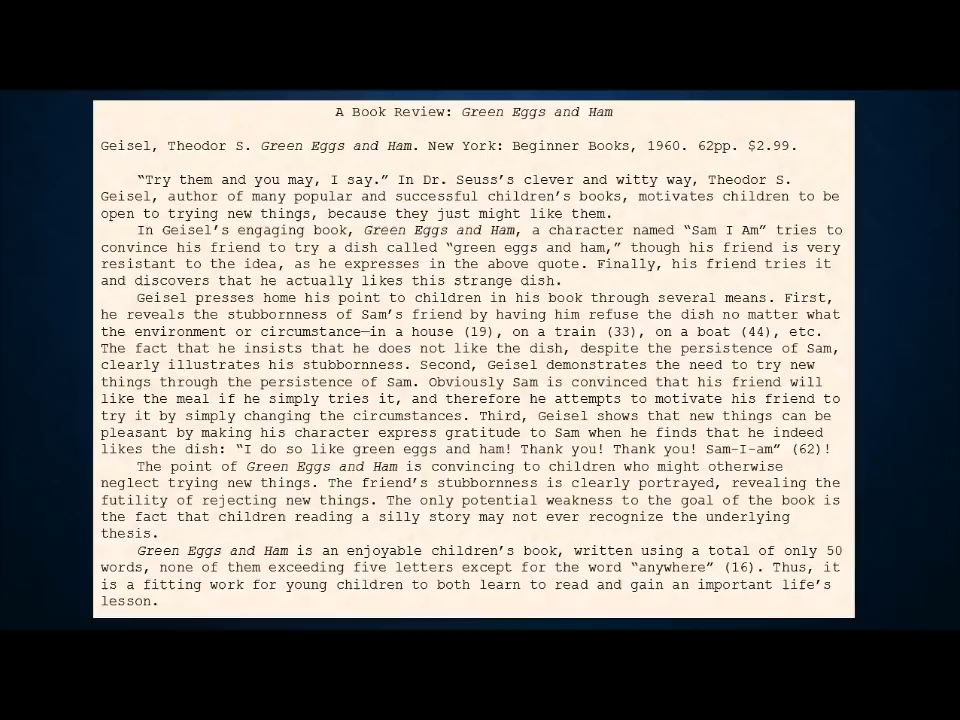 A Book Review: Green Eggs and Ham
Geisel, Theodor S. Green Eggs and Ham. New York: Beginner Books, 1960. 62pp. $2.99.
“Try them and you may, I say.” In Dr. Seuss’s clever and witty way, Theodor S.
Geisel, author of many popular and successful children’s books, motivates children to be
open to trying new things, because they just might like them.
In Geisel’s engaging book, Green Eggs and Ham, a character named “Sam I Am” tries to
convince his friend to try a dish called “green eggs and ham,” though his friend is very
resistant to the idea, as he expresses in the above quote. Finally, his friend tries it
and discovers that he actually likes this strange dish.
Geisel presses home his point to children in his book through several means. First,
he reveals the stubbornness of Sam’s friend by having him refuse the dish no matter what
the environment or circumstance—in a house (19), on a train (33), on a boat (44), etc.
The fact that he insists that he does not like the dish, despite the persistence of Sam,
clearly illustrates his stubbornness. Second, Geisel demonstrates the need to try new
things through the persistence of Sam. Obviously Sam is convinced that his friend will
like the meal if he simply tries it, and therefore he attempts to motivate his friend to
try it by simply changing the circumstances. Third, Geisel shows that new things can be
pleasant by making his character express gratitude to Sam when he finds that he indeed
likes the dish: “I do so like green eggs and ham! Thank you! Thank you! Sam-I-am” (62)!
The point of Green Eggs and Ham is convincing to children who might otherwise
neglect trying new things. The friend’s stubbornness is clearly portrayed, revealing the
futility of rejecting new things. The only potential weakness to the goal of the book is
the fact that children reading a silly story may not ever recognize the underlying
thesis.
Green Eggs and Ham is an enjoyable children’s book, written using a total of only 50
words, none of them exceeding five letters except for the word “anywhere” (16). Thus, it
is a fitting work for young children to both learn to read and gain an important life’s
lesson.